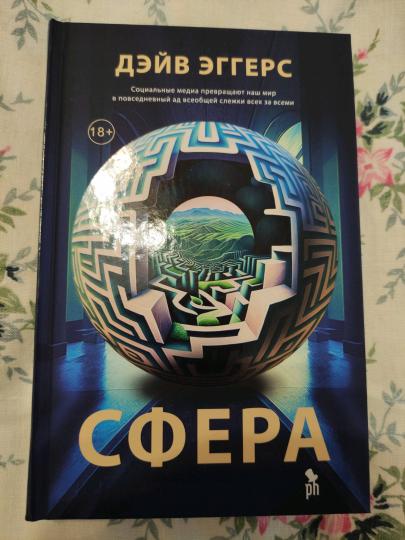 ДЭЙВ ЭГГЕРС
Социальные медиа превращают наш мир
в повседневный ад всеобщей слежки всех за всеми
18+
СФЕРА
ph